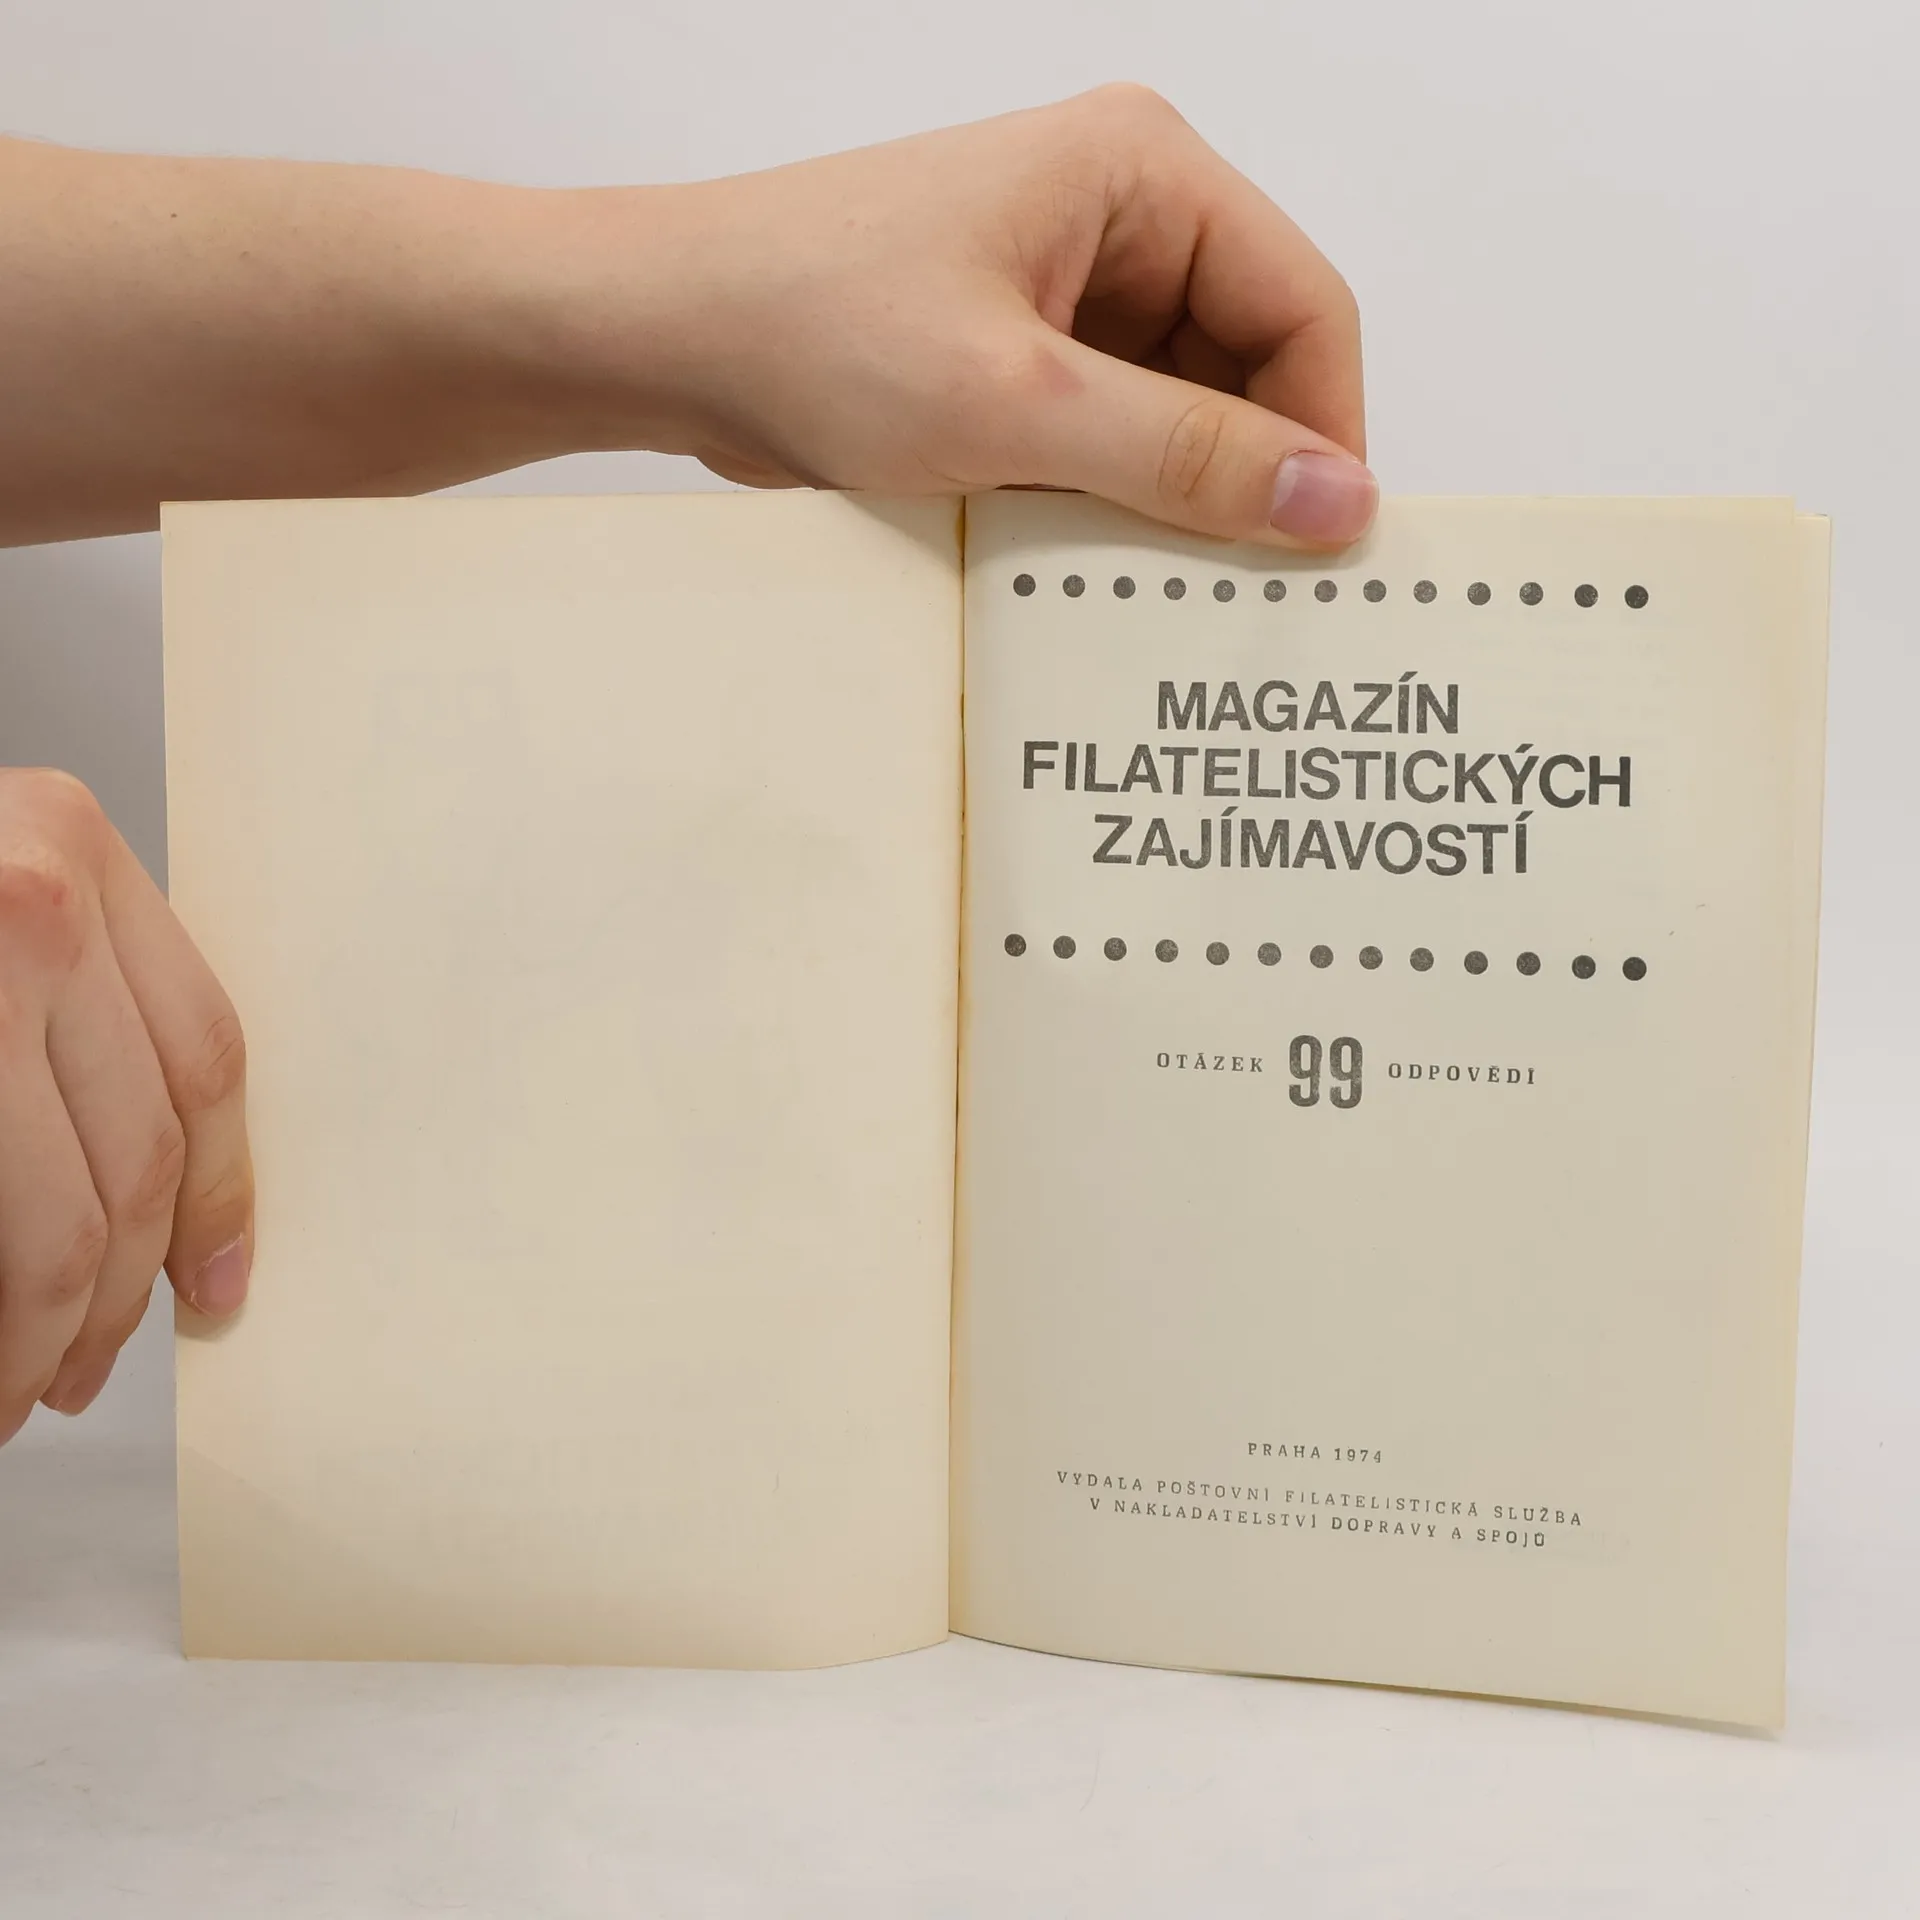 MAGAZÍN
FILATELISTICKÝCH
ZAJÍMAVOSTÍ
OTÁZEK 99 ODPOVĚDÍ
PRAHA 1974
VYDALA POŠTOVNÍ FILATELISTICKÁ SLUŽBA
V NAKLADATELSTVÍ DOPRAVY A SPOJŮ